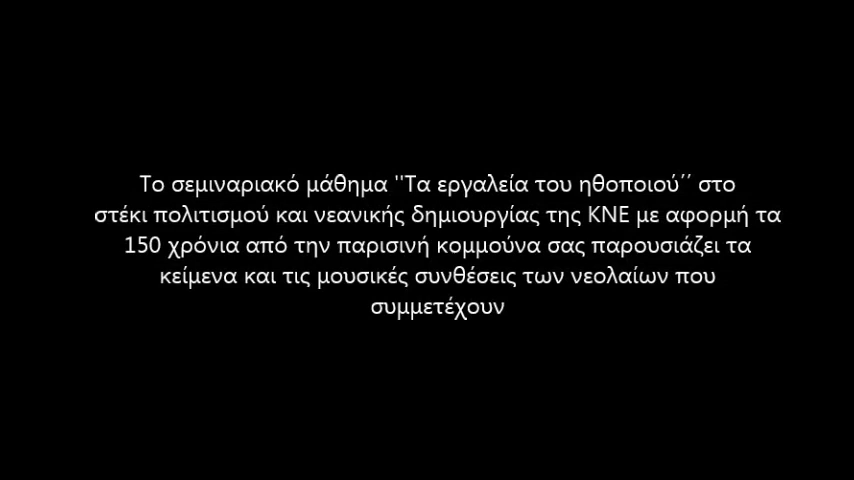 Το σεμιναριακό μάθημα ''Τα εργαλεία του ηθοποιού΄΄ στο
στέκι πολιτισμού και νεανικής δημιουργίας της ΚΝΕ με αφορμή τα
150 χρόνια από την παρισινή κομμούνα σας παρουσιάζει τα
κείμενα και τις μουσικές συνθέσεις των νεολαίων που
συμμετέχουν